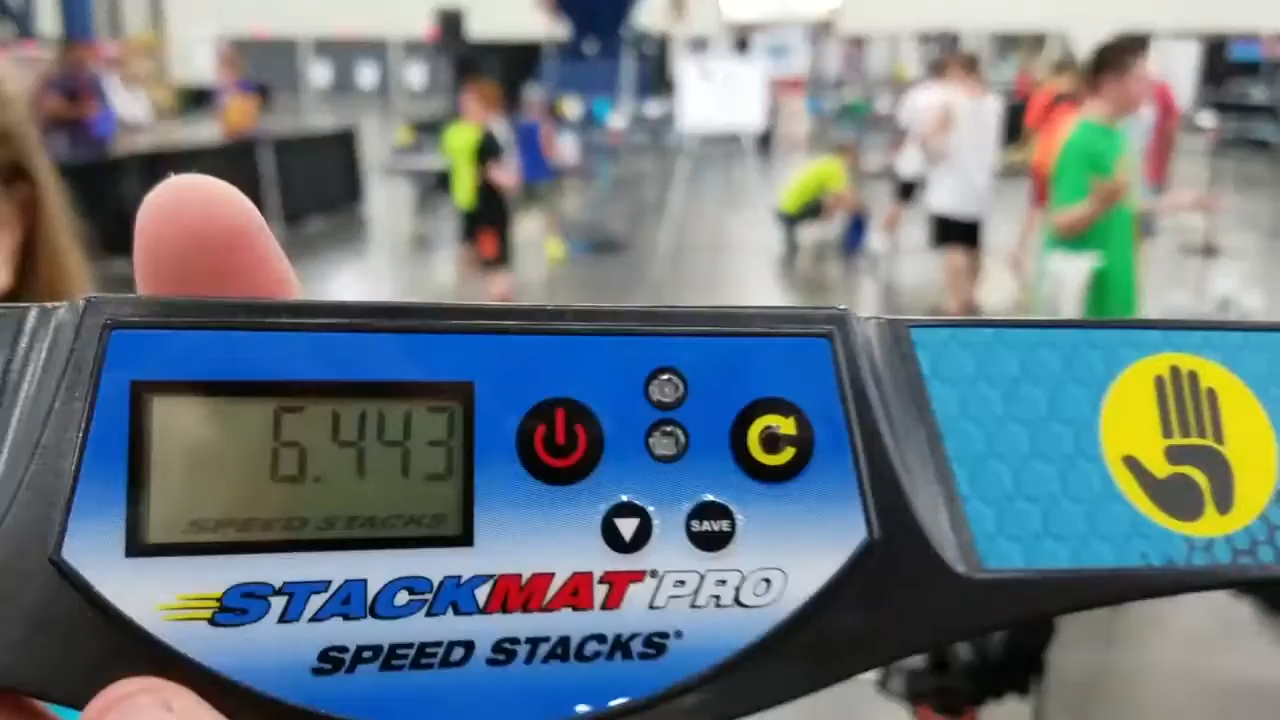 6.443
SPEED STACKS
SAVE
STACKMAT® PRO
SPEED STACKS®